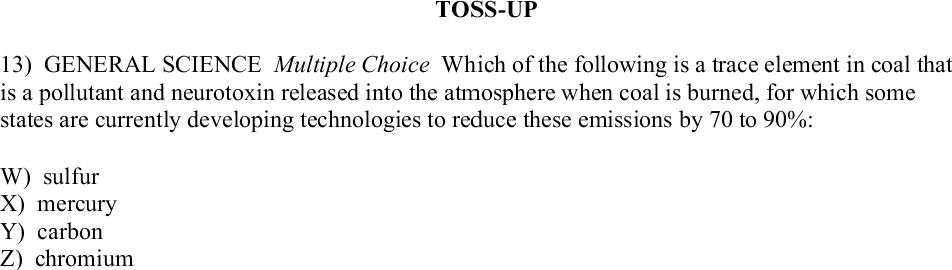 TOSS-UP
13) GENERAL SCIENCE Multiple Choice Which of the following is a trace element in coal that
is a pollutant and neurotoxin released into the atmosphere when coal is burned, for which some
states are currently developing technologies to reduce these emissions by 70 to 90%:
W) sulfur
X) mercury
Y) carbon
Z) chromium